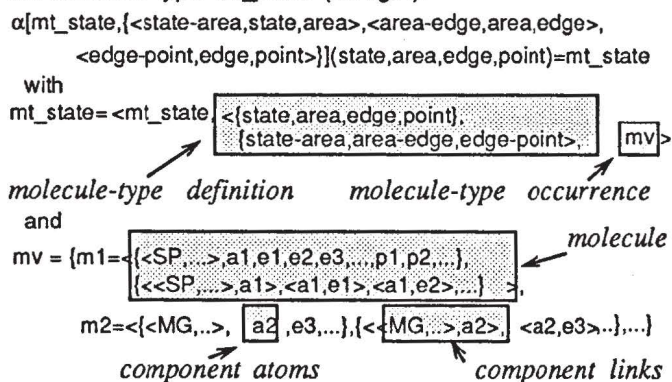 α[mt_state,{<state-area,state,area>,<area-edge,area,edge>,
<edge-point,edge,point>}](state,area,edge,point)=mt_state
with
mt_state=<mt_state, <{state,area,edge,point},
{state-area,area-edge,edge-point>, mv >
molecule-type definition molecule-type occurrence
and
molecule
mv = {m1=<{<SP,...>,a1,e1,e2,e3,...,p1,p2,...},
{<<SP,...>,a1>,<a1,e1>,<a1,e2>,...} >,
m2=<{<MG,..>, a2 ,e3,...},{<<MG,..>,a2>, <a2,e3>..},...}
component atoms component links